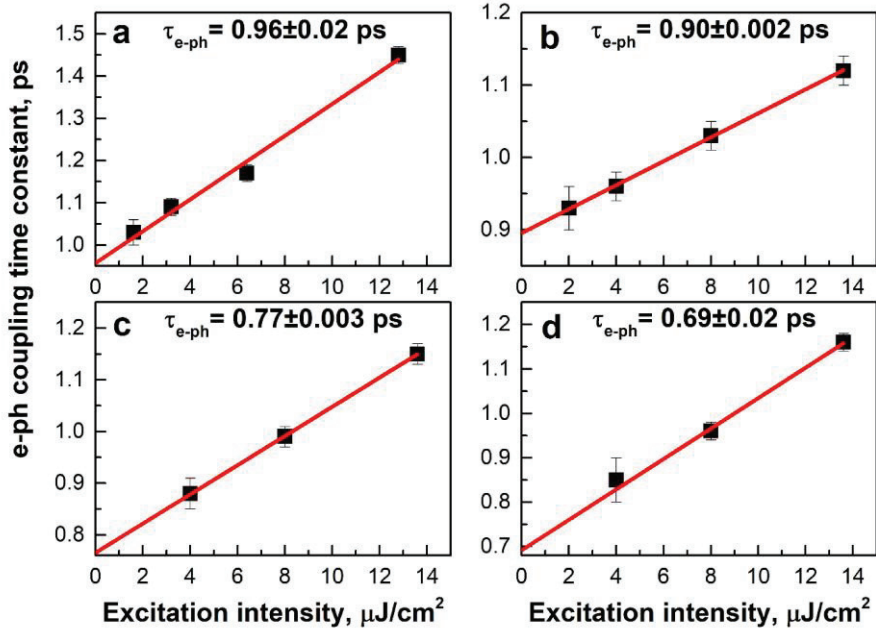 a τe-ph= 0.96±0.02 ps
1.5
1.4
1.3
1.2
1.1
1.0
0 2 4 6 8 10 12 14
b τe-ph= 0.90±0.002 ps
1.2
1.1
1.0
0.9
0 2 4 6 8 10 12 14
e-ph coupling time constant, ps
c τe-ph= 0.77±0.003 ps
1.2
1.1
1.0
0.9
0.8
0 2 4 6 8 10 12 14
Excitation intensity, μJ/cm²
d τe-ph= 0.69±0.02 ps
1.2
1.1
1.0
0.9
0.8
0.7
0 2 4 6 8 10 12 14
Excitation intensity, μJ/cm²